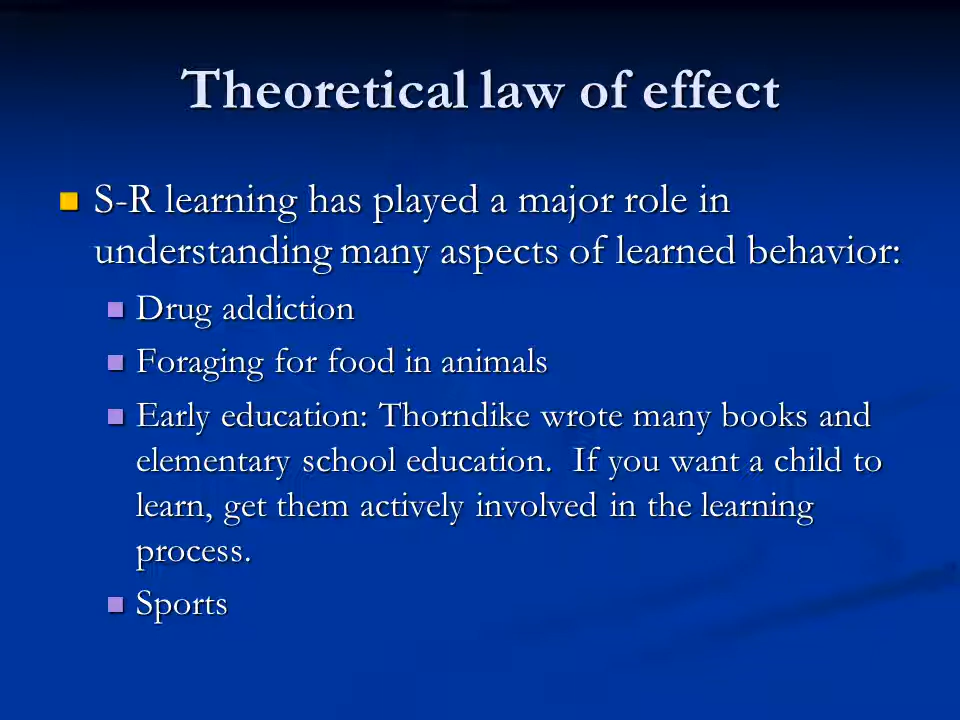 Theoretical law of effect
S-R learning has played a major role in
understanding many aspects of learned behavior:
Drug addiction
Foraging for food in animals
Early education: Thorndike wrote many books and
elementary school education.  If you want a child to
learn, get them actively involved in the learning
process.
Sports